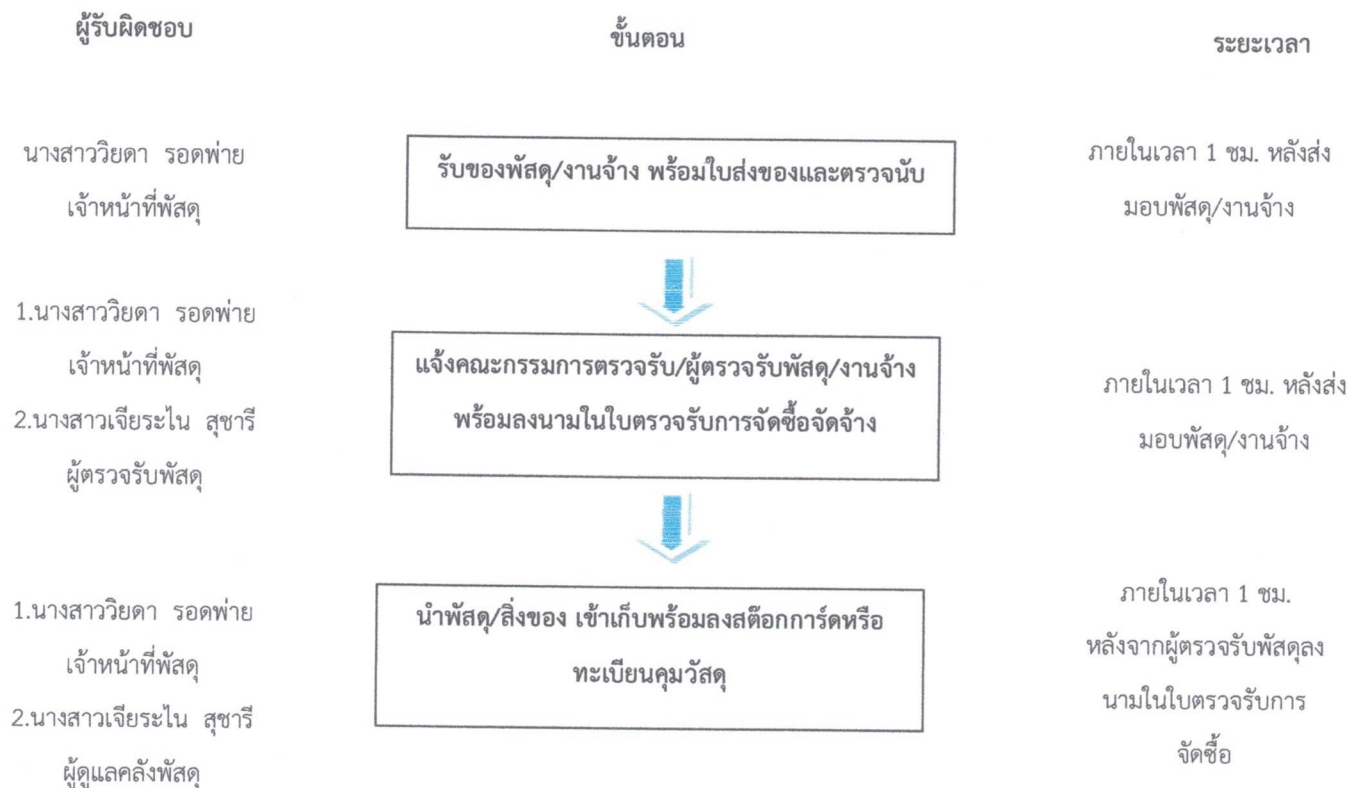 ผู้รับผิดชอบ
ขั้นตอน
ระยะเวลา
นางสาววิยดา รอดพ่าย
เจ้าหน้าที่พัสดุ
รับของพัสดุ/งานจ้าง พร้อมใบส่งของและตรวจนับ
ภายในเวลา 1 ชม. หลังส่ง
มอบพัสดุ/งานจ้าง
1.นางสาววิยดา รอดพ่าย
เจ้าหน้าที่พัสดุ
2.นางสาวเจียระไน สุชารี
ผู้ตรวจรับพัสดุ
แจ้งคณะกรรมการตรวจรับ/ผู้ตรวจรับพัสดุ/งานจ้าง
พร้อมลงนามในใบตรวจรับการจัดซื้อจัดจ้าง
ภายในเวลา 1 ชม. หลังส่ง
มอบพัสดุ/งานจ้าง
1.นางสาววิยดา รอดพ่าย
เจ้าหน้าที่พัสดุ
2.นางสาวเจียระไน สุชารี
ผู้ดูแลคลังพัสดุ
นำพัสดุ/สิ่งของ เข้าเก็บพร้อมลงสต๊อกการ์ดหรือ
ทะเบียนคุมวัสดุ
ภายในเวลา 1 ชม.
หลังจากผู้ตรวจรับพัสดุลง
นามในใบตรวจรับการ
จัดซื้อ